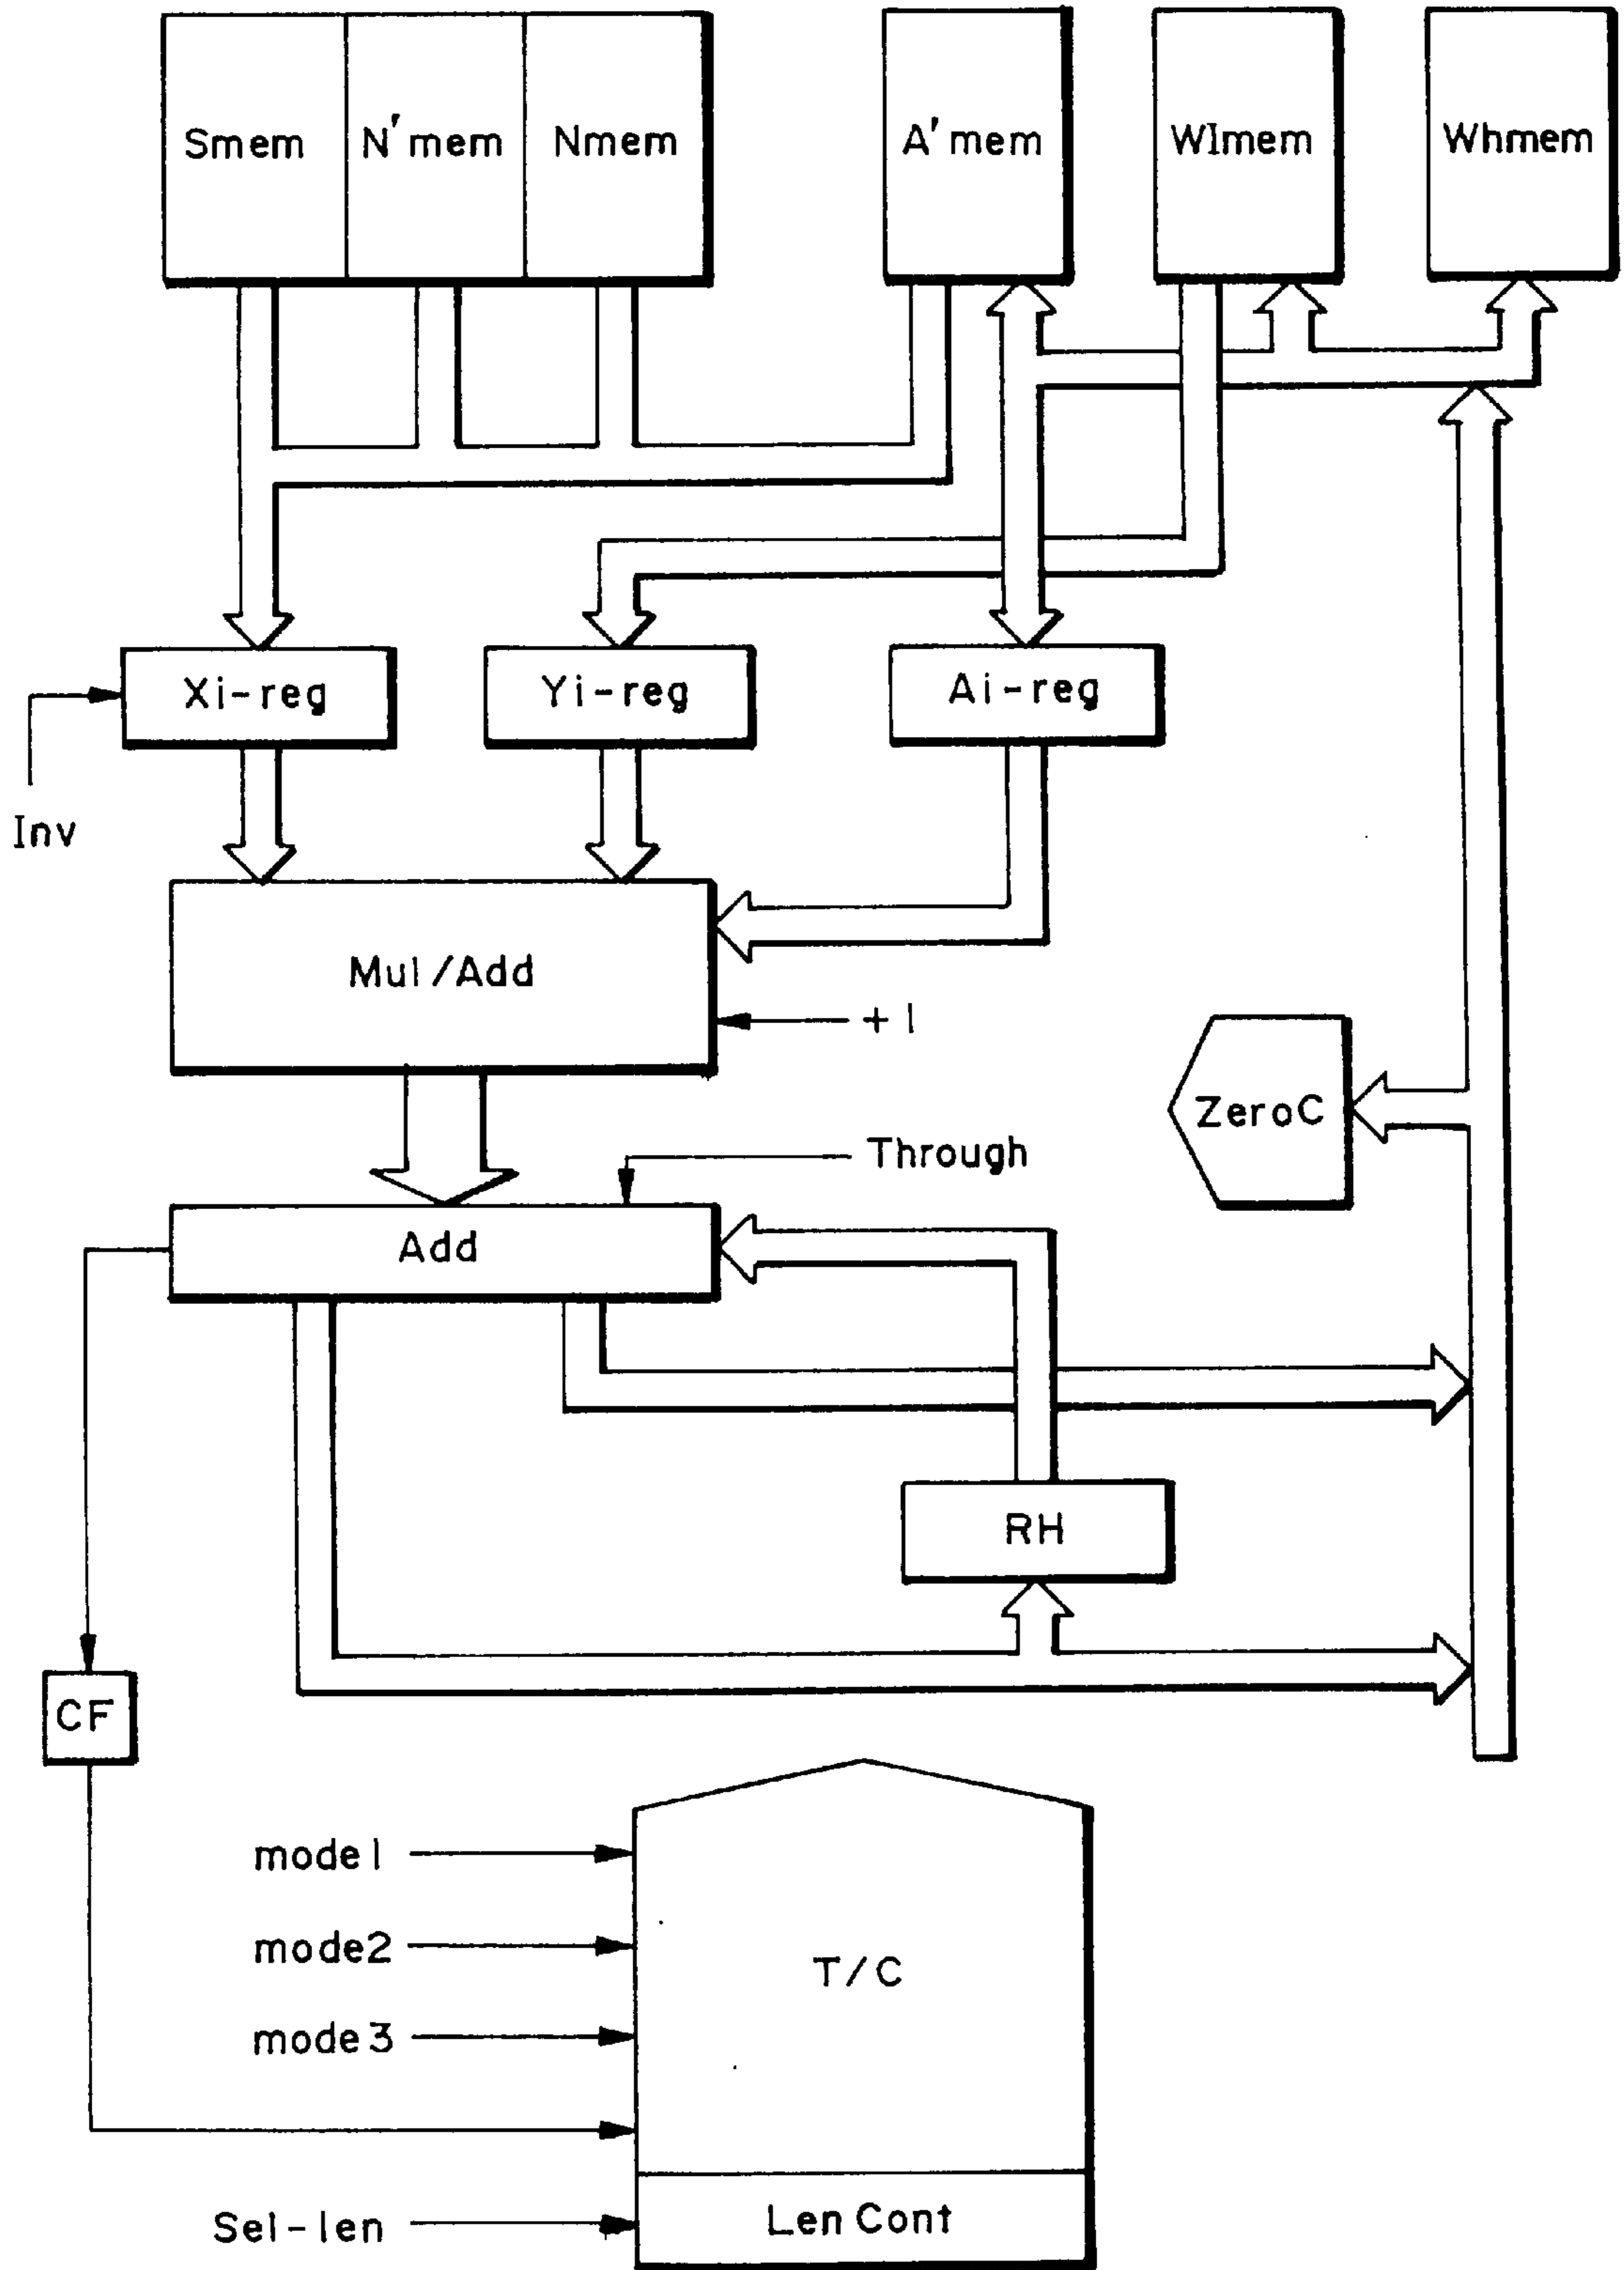 Smem
N'mem
Nmem
A'mem
WImem
Whmem
Xi-reg
Yi-reg
Ai-reg
Inv
Mul/Add
+1
ZeroC
Through
Add
RH
CF
mode1
mode2
T/C
mode3
Sel-len
Len Cont